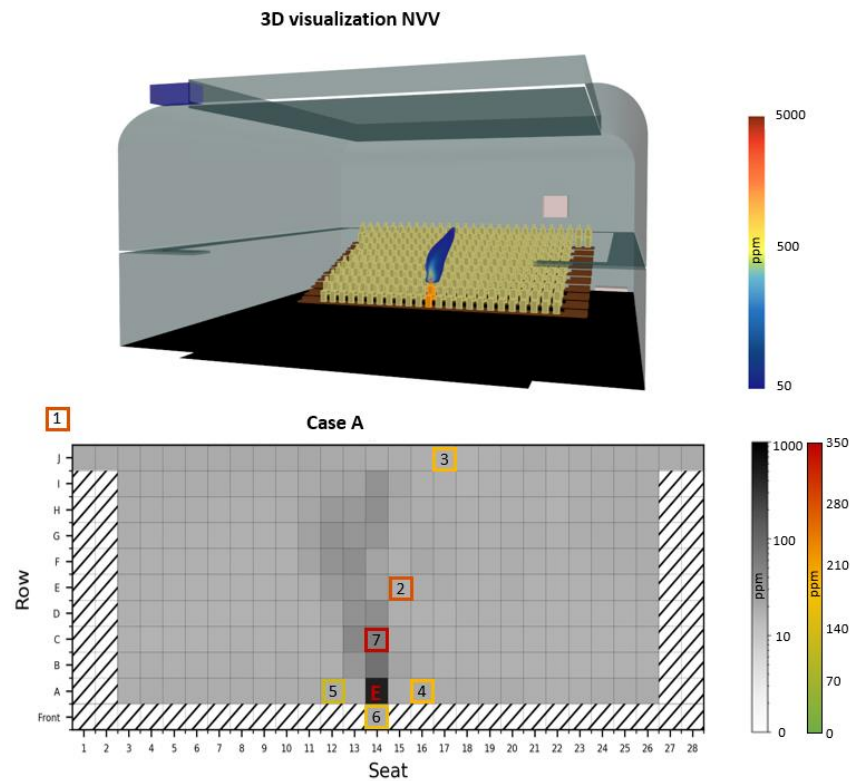 3D visualization NVV
5000
500
ppm
50
1
Case A
J
I
H
G
F
E
D
C
B
A
Front
Row
3
2
7
5
E
4
6
1 2 3 4 5 6 7 8 9 10 11 12 13 14 15 16 17 18 19 20 21 22 23 24 25 26 27 28
Seat
1000
100
10
0
ppm
350
280
210
140
70
0
ppm